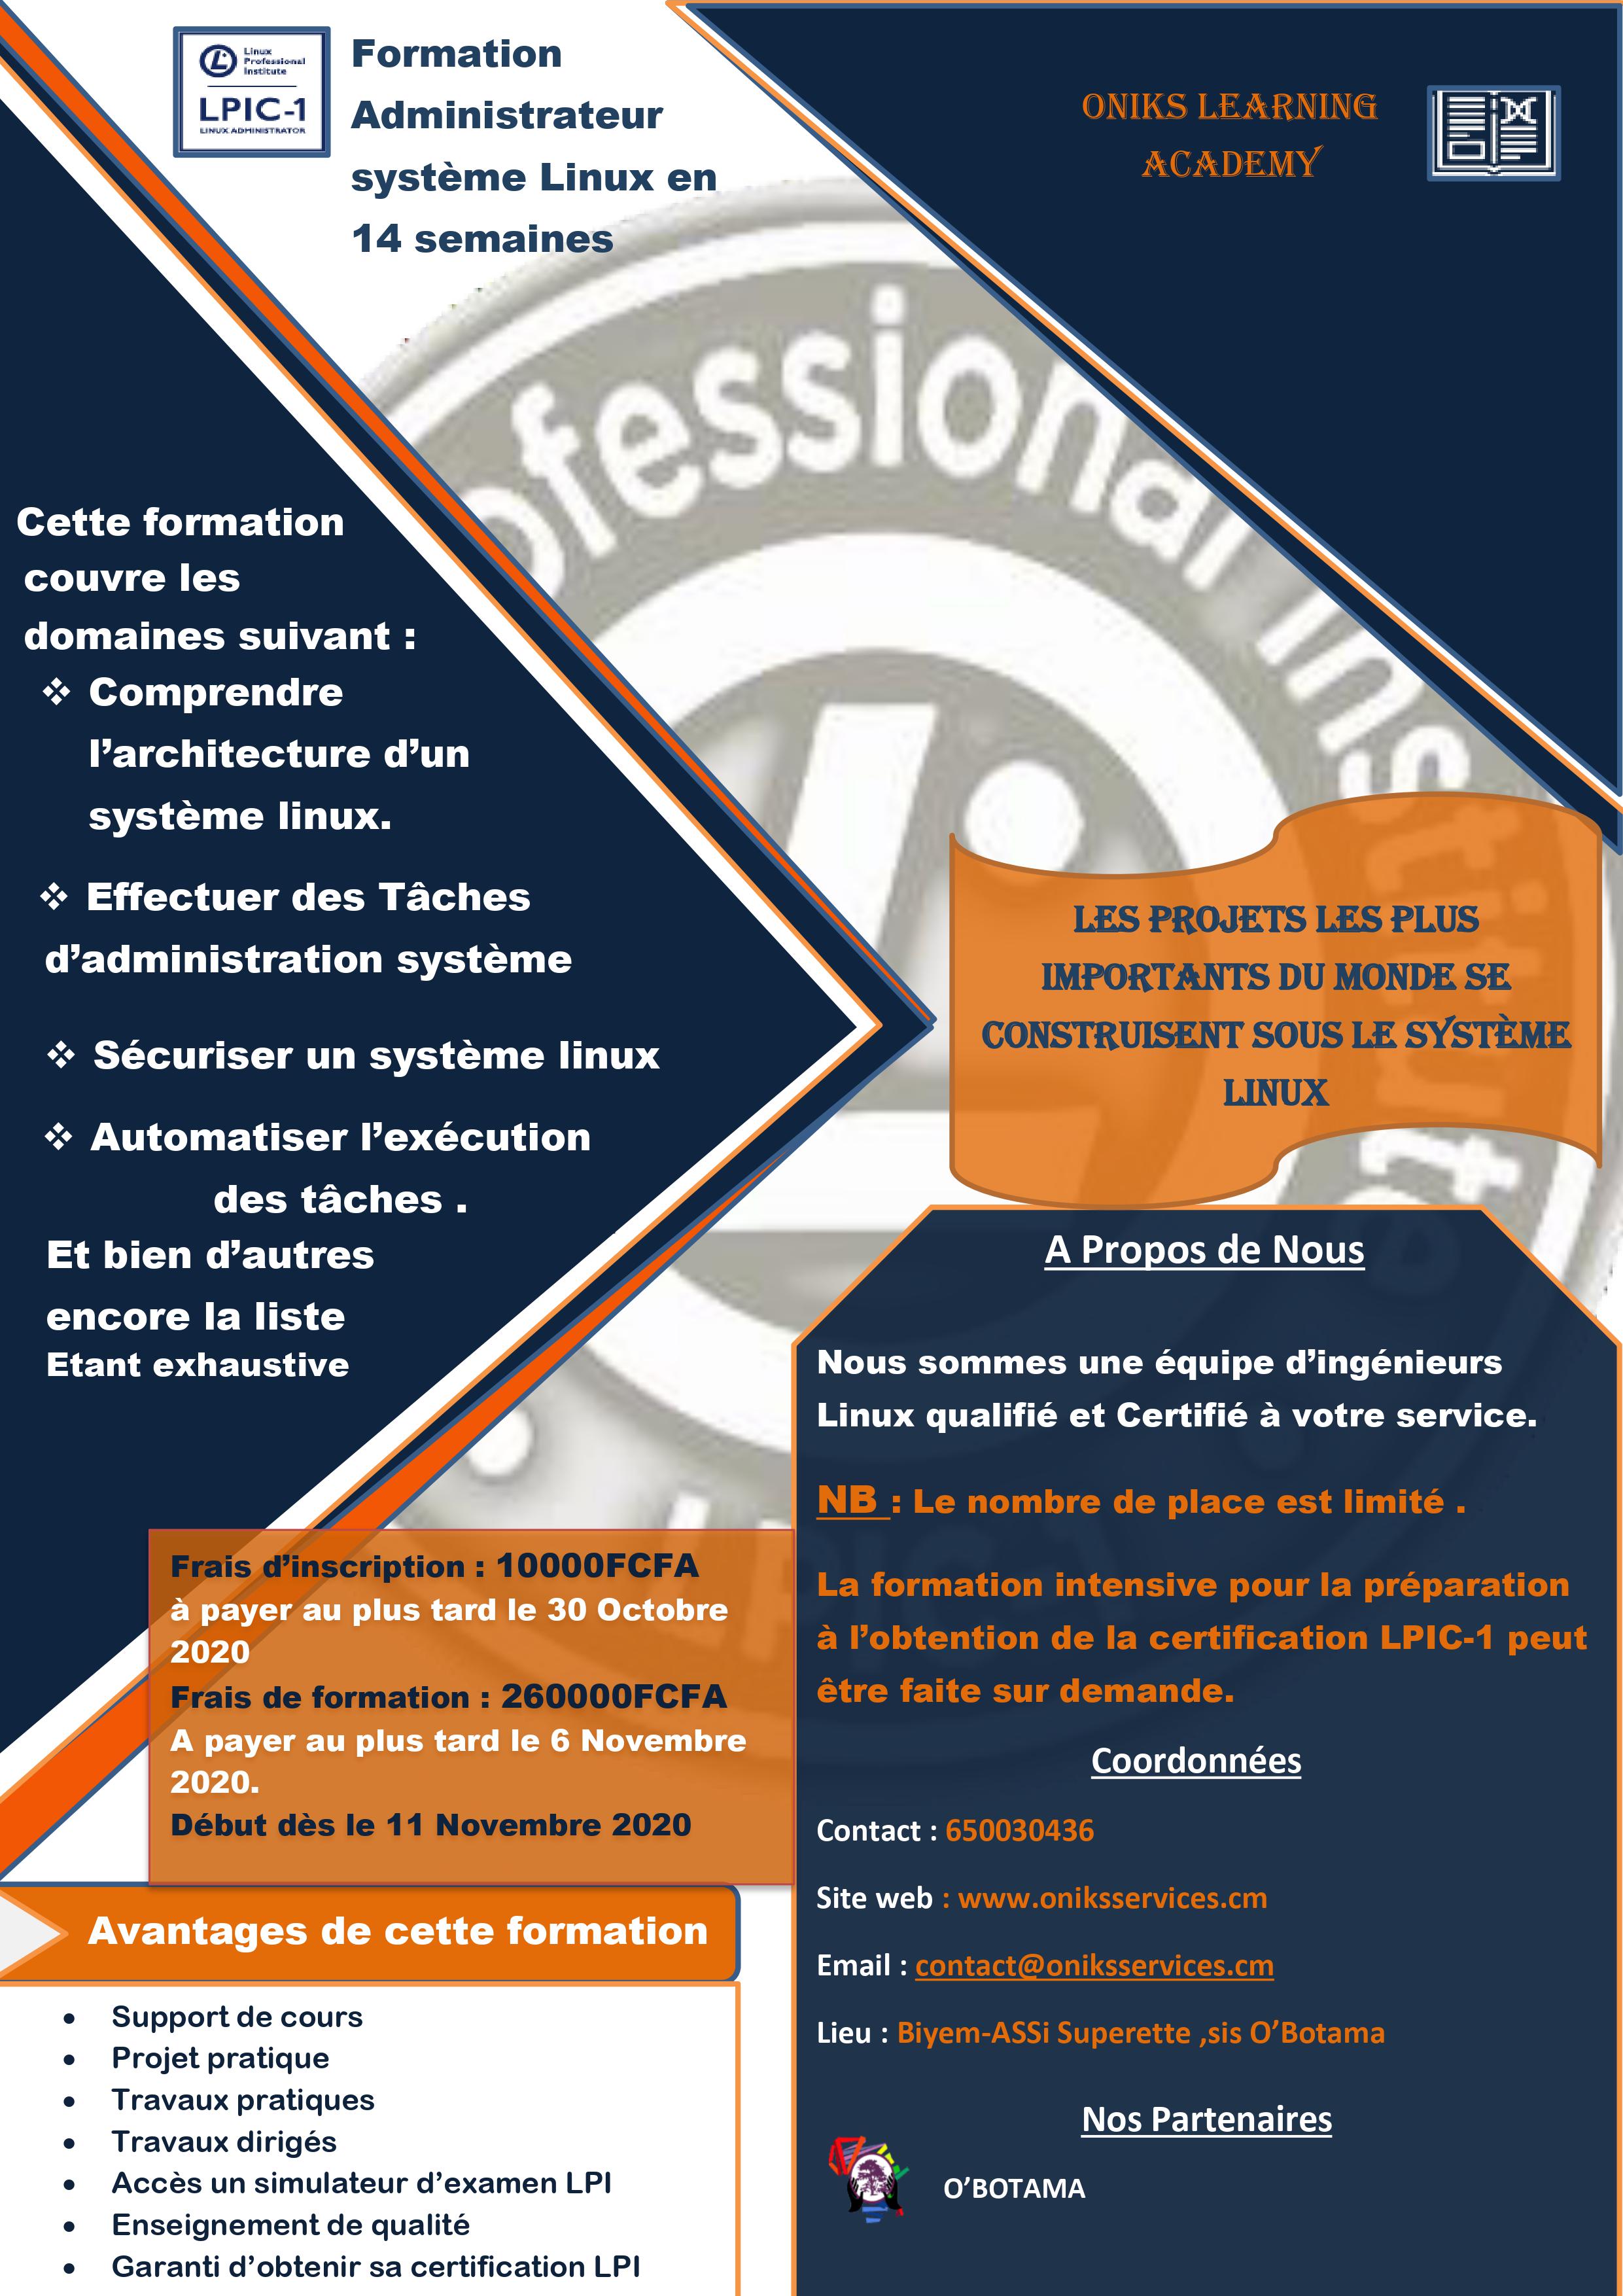 Linux
Professional
Institute
LPIC-1
LINUX ADMINISTRATOR
Formation
Administrateur
système Linux en
14 semaines
ONIKS LEARNING
ACADEMY
ofessional Institut
Cette formation
couvre les
domaines suivant :
❖ Comprendre
l’architecture d’un
système linux.
❖ Effectuer des Tâches
d’administration système
❖ Sécuriser un système linux
❖ Automatiser l’exécution
des tâches .
Et bien d’autres
encore la liste
Etant exhaustive
LES PROJETS LES PLUS
IMPORTANTS DU MONDE SE
CONSTRUISENT SOUS LE SYSTÈME
LINUX
A Propos de Nous
Nous sommes une équipe d’ingénieurs
Linux qualifié et Certifié à votre service.
NB : Le nombre de place est limité .
La formation intensive pour la préparation
à l’obtention de la certification LPIC-1 peut
être faite sur demande.
Coordonnées
Contact : 650030436
Site web : www.oniksservices.cm
Email : contact@oniksservices.cm
Lieu : Biyem-ASSi Superette ,sis O’Botama
Nos Partenaires
O’BOTAMA
LPIC-1
Frais d’inscription : 10000FCFA
à payer au plus tard le 30 Octobre
2020
Frais de formation : 260000FCFA
A payer au plus tard le 6 Novembre
2020.
Début dès le 11 Novembre 2020
Avantages de cette formation
• Support de cours
• Projet pratique
• Travaux pratiques
• Travaux dirigés
• Accès un simulateur d’examen LPI
• Enseignement de qualité
• Garanti d’obtenir sa certification LPI